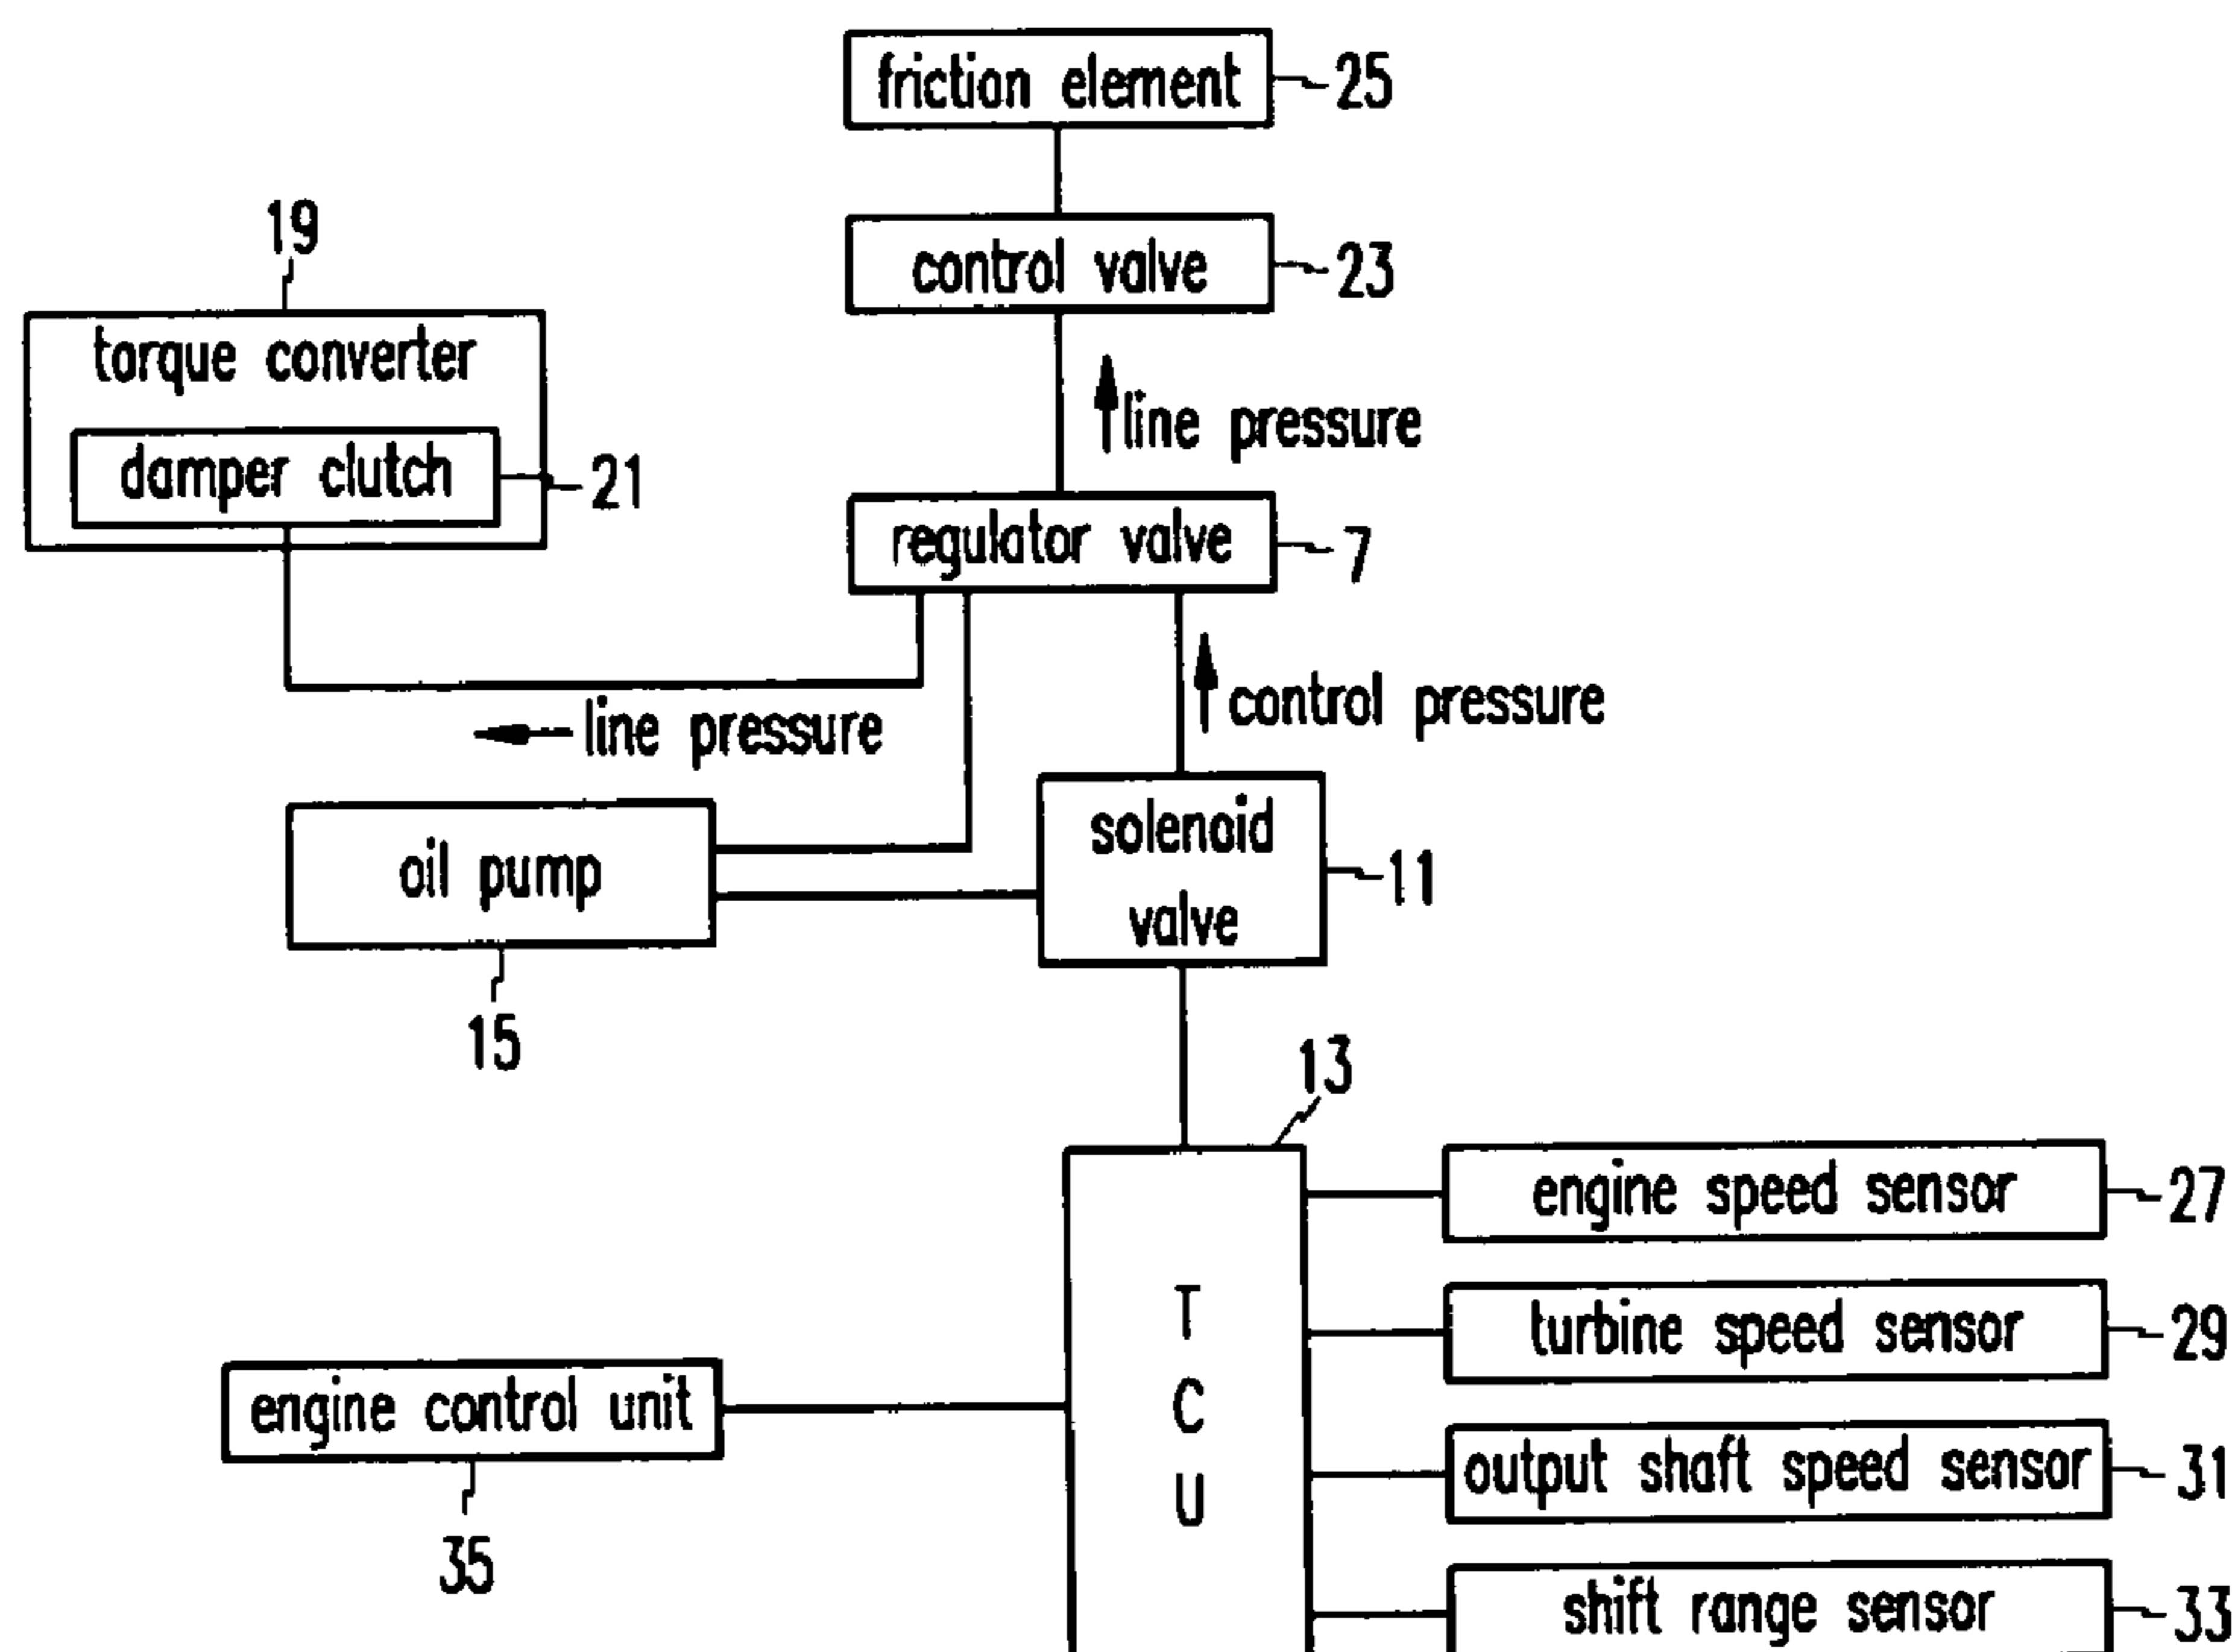 friction element
25
control valve
23
19
torque converter
damper clutch
21
line pressure
regulator valve
7
control pressure
line pressure
oil pump
15
solenoid
valve
11
13
T
C
U
engine speed sensor
27
turbine speed sensor
29
output shaft speed sensor
31
shift range sensor
33
engine control unit
35